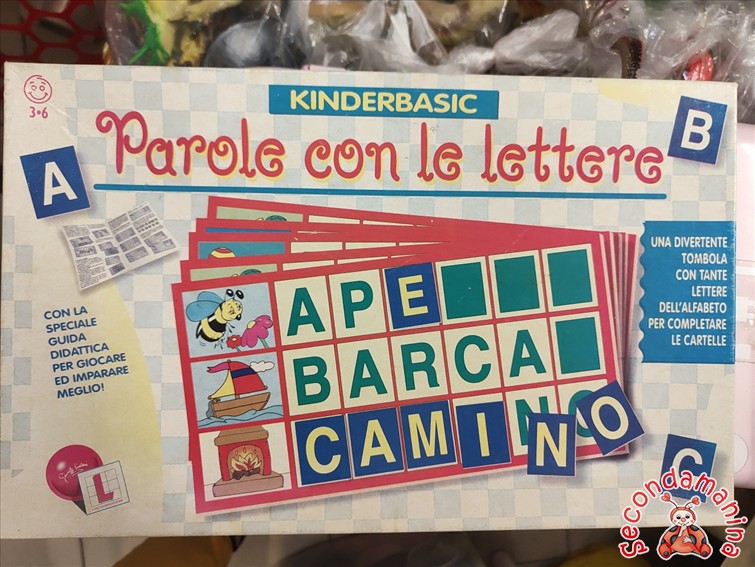 KINDERBASIC
3•6
Parole con le lettere
A
B
UNA DIVERTENTE
TOMBOLA
CON TANTE
LETTERE
DELL'ALFABETO
PER COMPLETARE
LE CARTELLE
CON LA
SPECIALE
GUIDA
DIDATTICA
PER GIOCARE
ED IMPARARE
MEGLIO!
APE
BARCA
CAMINO
C
L
secondamanina